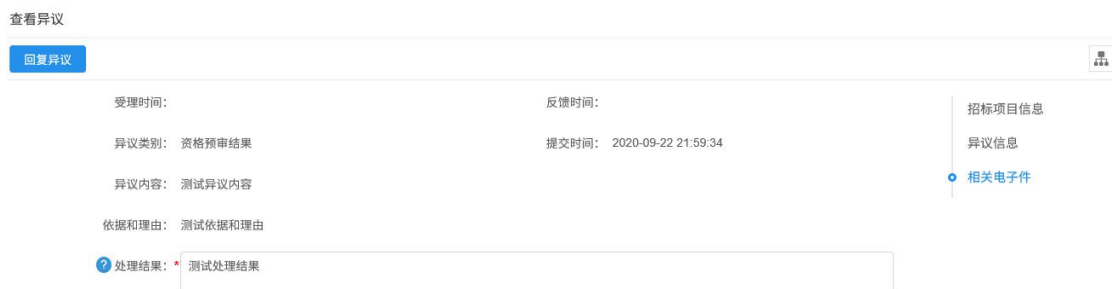 查看异议
回复异议
受理时间： 反馈时间：
招标项目信息
异议类别： 资格预审结果 提交时间： 2020-09-22 21:59:34
异议信息
异议内容： 测试异议内容
相关电子件
依据和理由： 测试依据和理由
? 处理结果：* 测试处理结果